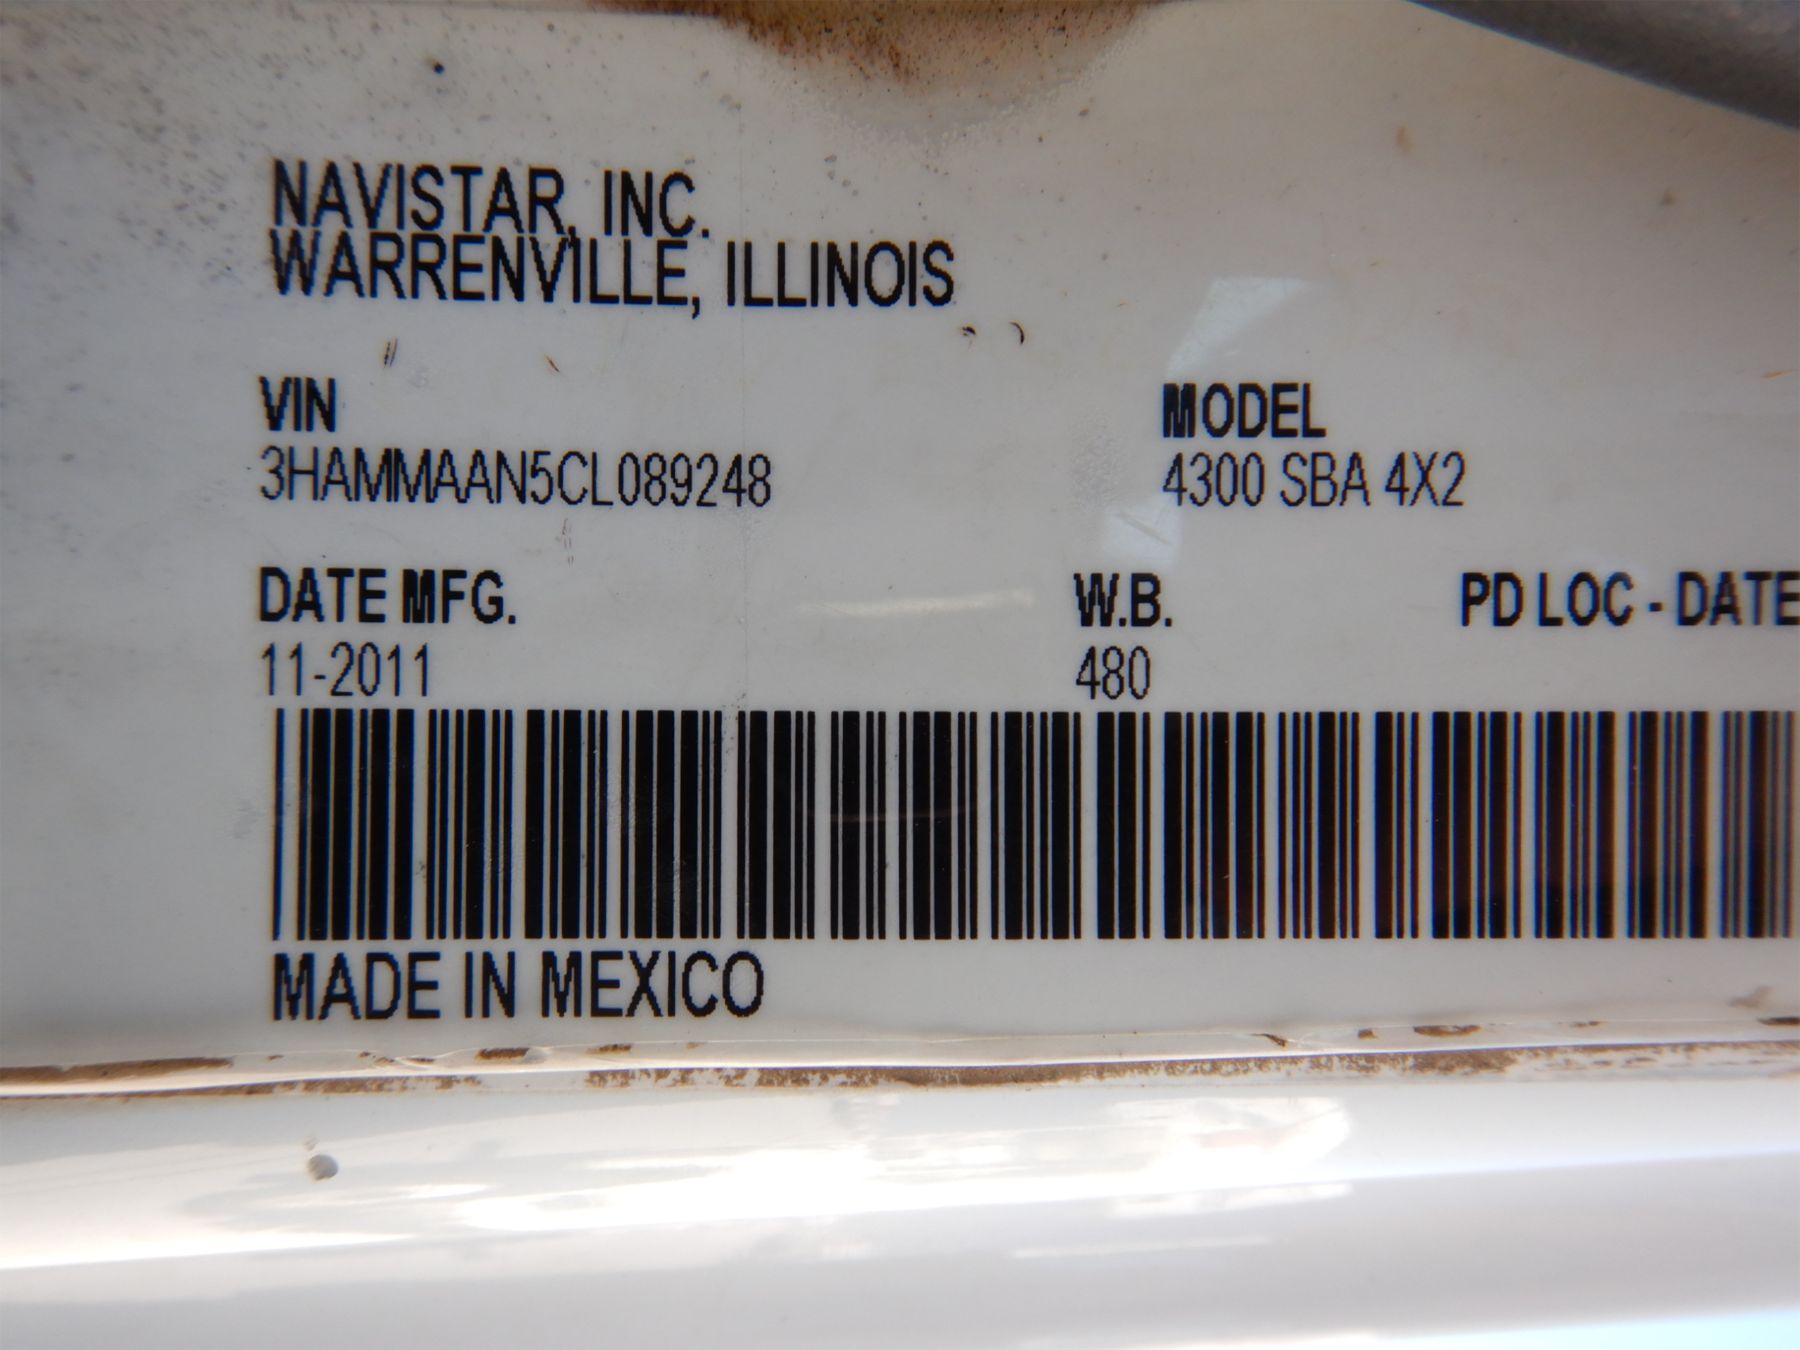 NAVISTAR, INC.
WARRENVILLE, ILLINOIS
VIN
3HAMMAAN5CL089248
MODEL
4300 SBA 4X2
DATE MFG.
11-2011
W.B.
480
PD LOC - DATE
MADE IN MEXICO